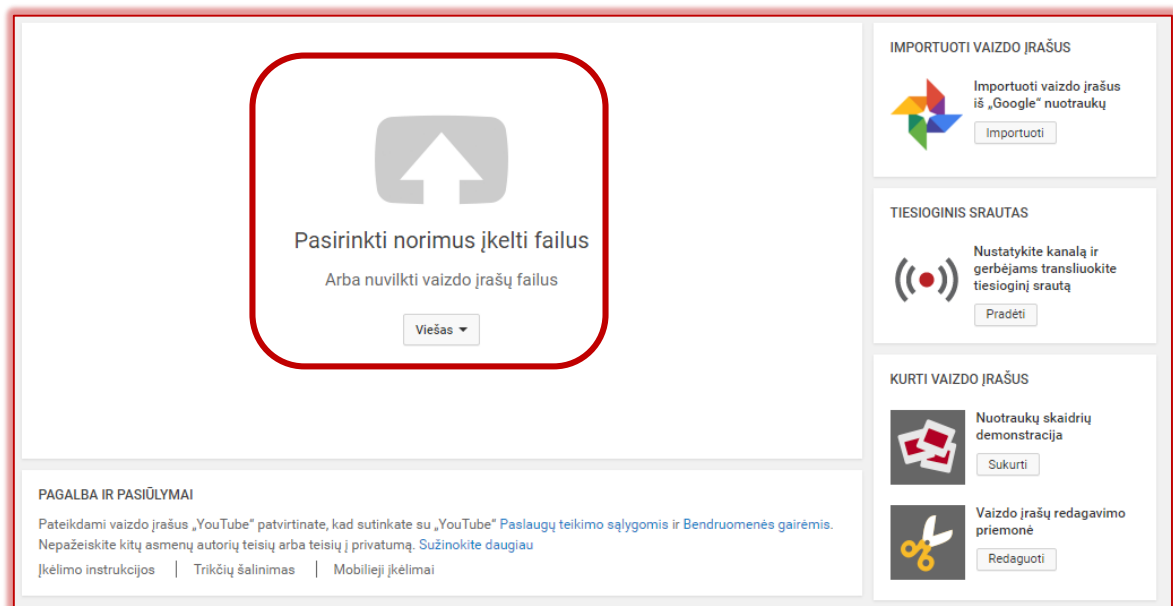 Pasirinkti norimus įkelti failus
Arba nuvilkti vaizdo įrašų failus
Viešas
PAGALBA IR PASIŪLYMAI
Pateikdami vaizdo įrašus „YouTube“ patvirtinate, kad sutinkate su „YouTube“ Paslaugų teikimo sąlygomis ir Bendruomenės gairėmis.
Nepažeiskite kitų asmenų autorių teisių arba teisių į privatumą. Sužinokite daugiau
Įkėlimo instrukcijos | Trikčių šalinimas | Mobilieji įkėlimai
IMPORTUOTI VAIZDO ĮRAŠUS
Importuoti vaizdo įrašus
iš „Google“ nuotraukų
Importuoti
TIESIOGINIS SRAUTAS
Nustatykite kanalą ir
gerbėjams transliuokite
tiesioginį srautą
Pradėti
KURTI VAIZDO ĮRAŠUS
Nuotraukų skaidrių
demonstracija
Sukurti
Vaizdo įrašų redagavimo
priemonė
Redaguoti